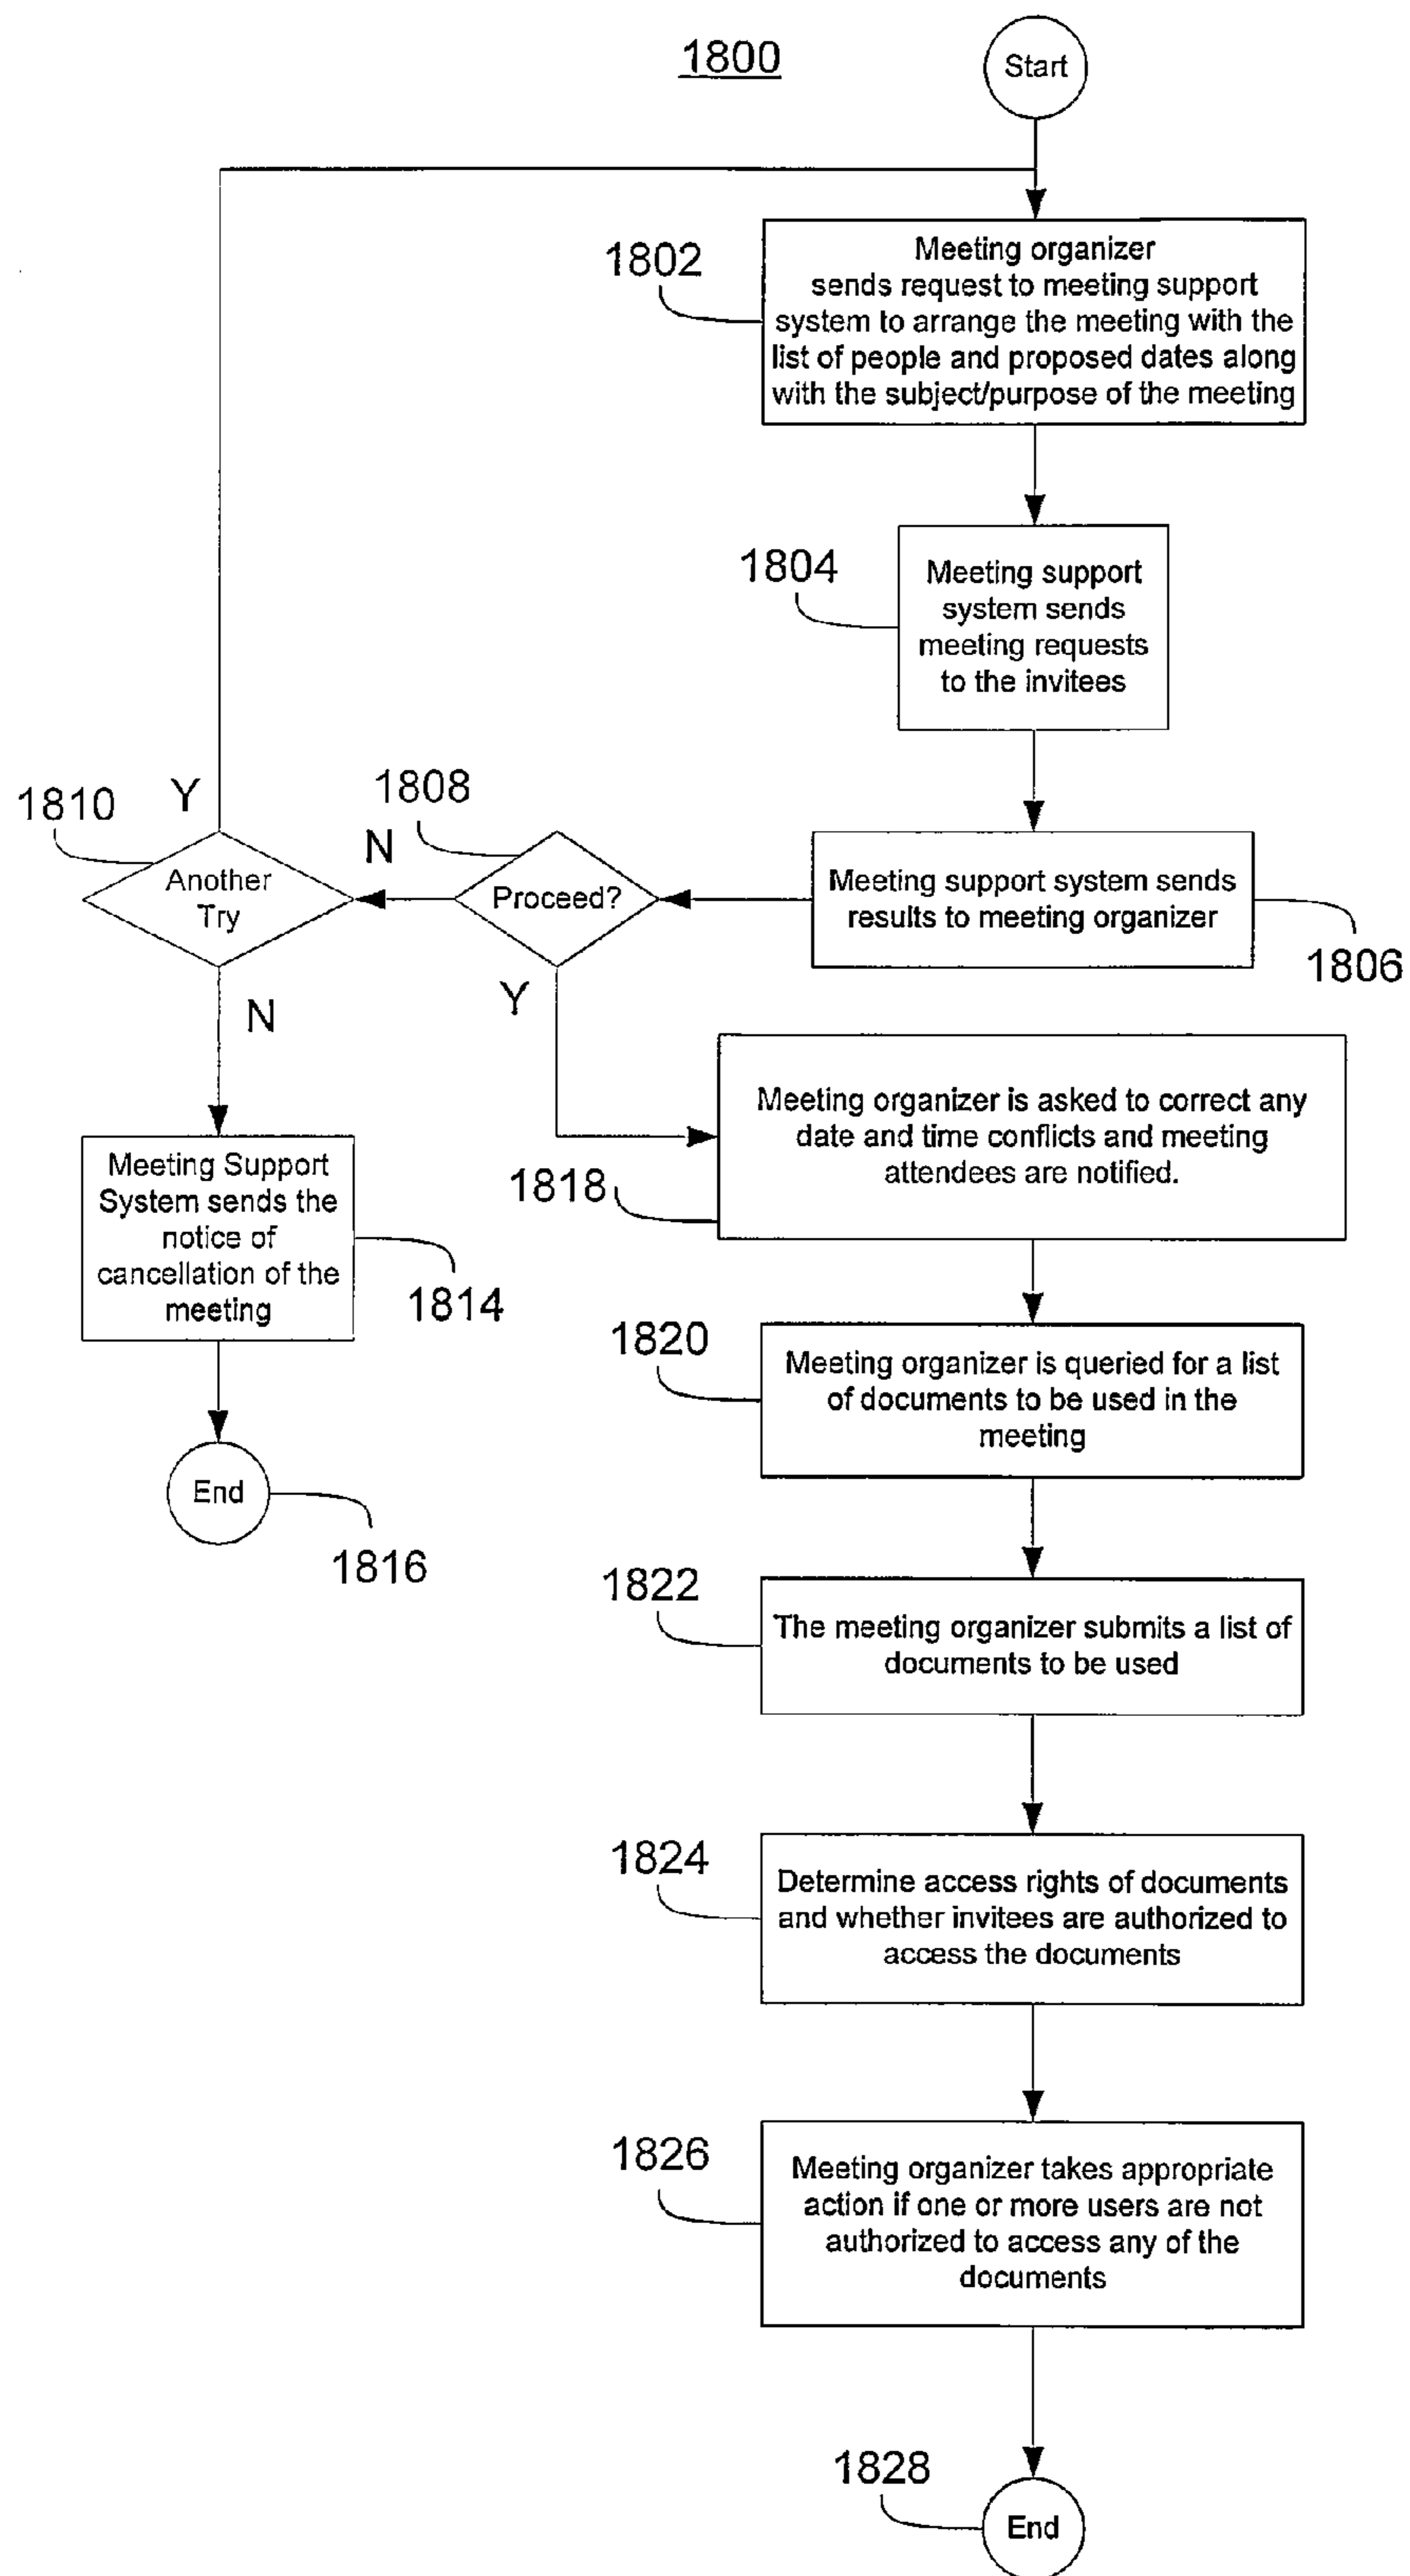 1800
Start
1802
Meeting organizer
sends request to meeting support
system to arrange the meeting with the
list of people and proposed dates along
with the subject/purpose of the meeting
1804
Meeting support
system sends
meeting requests
to the invitees
1810
Y
1808
N
Another
Try
Proceed?
Meeting support system sends
results to meeting organizer
1806
N
Y
Meeting organizer is asked to correct any
date and time conflicts and meeting
attendees are notified.
1818
Meeting Support
System sends the
notice of
cancellation of the
meeting
1814
End
1816
1820
Meeting organizer is queried for a list
of documents to be used in the
meeting
1822
The meeting organizer submits a list of
documents to be used
1824
Determine access rights of documents
and whether invitees are authorized to
access the documents
1826
Meeting organizer takes appropriate
action if one or more users are not
authorized to access any of the
documents
1828
End